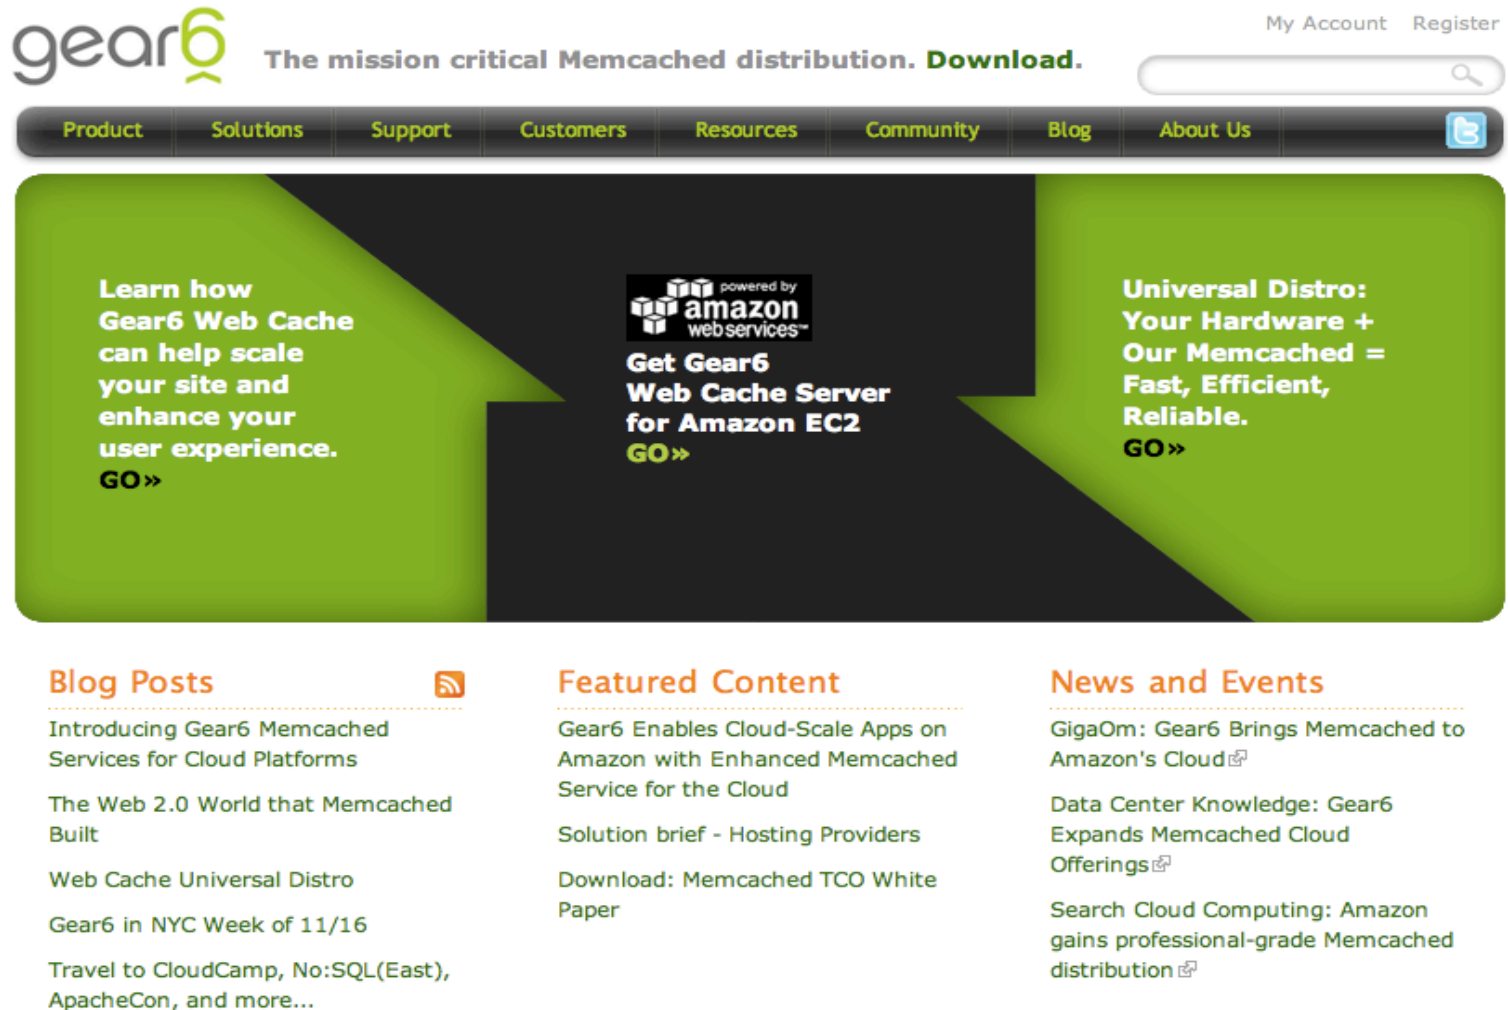 gear6
The mission critical Memcached distribution. Download.
My Account Register
Product Solutions Support Customers Resources Community Blog About Us
Learn how
Gear6 Web Cache
can help scale
your site and
enhance your
user experience.
GO»
powered by
amazon
webservices™
Get Gear6
Web Cache Server
for Amazon EC2
GO»
Universal Distro:
Your Hardware +
Our Memcached =
Fast, Efficient,
Reliable.
GO»
Blog Posts
Introducing Gear6 Memcached
Services for Cloud Platforms
The Web 2.0 World that Memcached
Built
Web Cache Universal Distro
Gear6 in NYC Week of 11/16
Travel to CloudCamp, No:SQL(East),
ApacheCon, and more...
Featured Content
Gear6 Enables Cloud-Scale Apps on
Amazon with Enhanced Memcached
Service for the Cloud
Solution brief - Hosting Providers
Download: Memcached TCO White
Paper
News and Events
GigaOm: Gear6 Brings Memcached to
Amazon's Cloud
Data Center Knowledge: Gear6
Expands Memcached Cloud
Offerings
Search Cloud Computing: Amazon
gains professional-grade Memcached
distribution